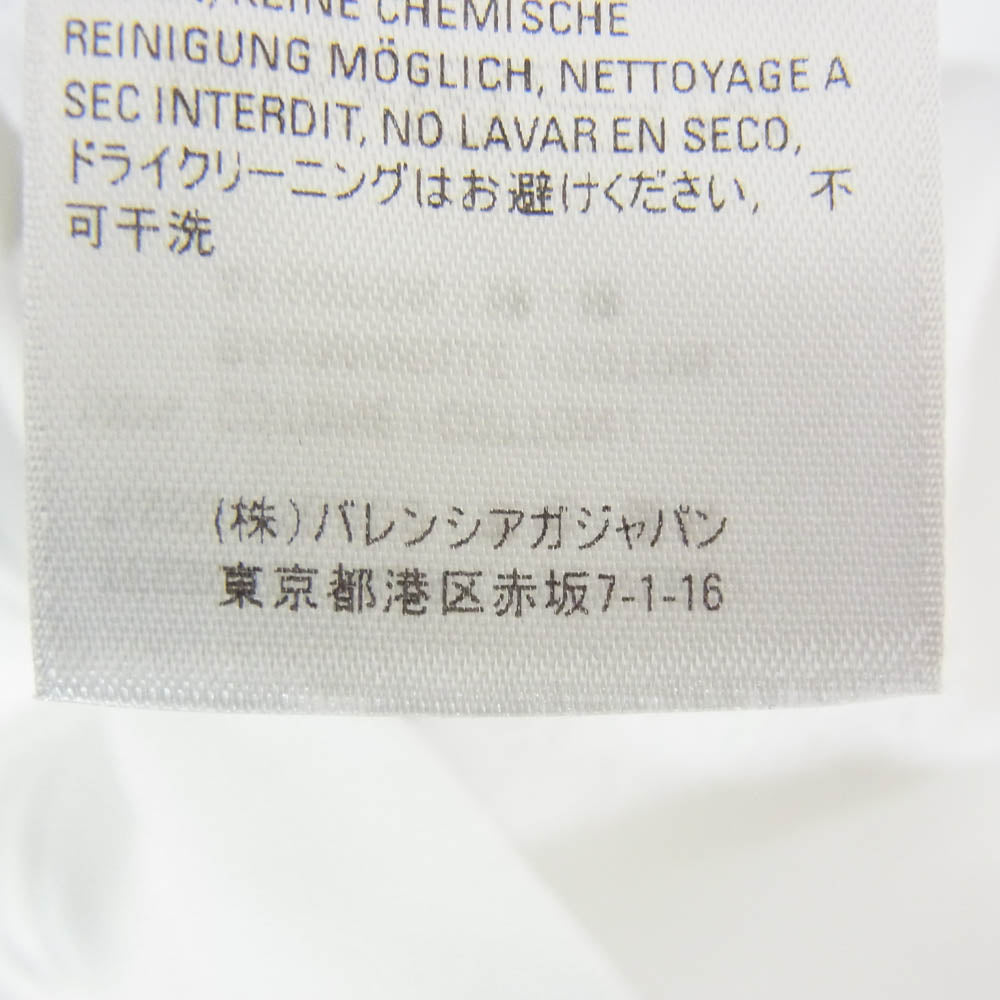 KEINE CHEMISCHE
REINIGUNG MÖGLICH, NETTOYAGE A
SEC INTERDIT, NO LAVAR EN SECO,
ドライクリーニングはお避けください, 不
可干洗
(株)バレンシアガジャパン
東京都港区赤坂7-1-16